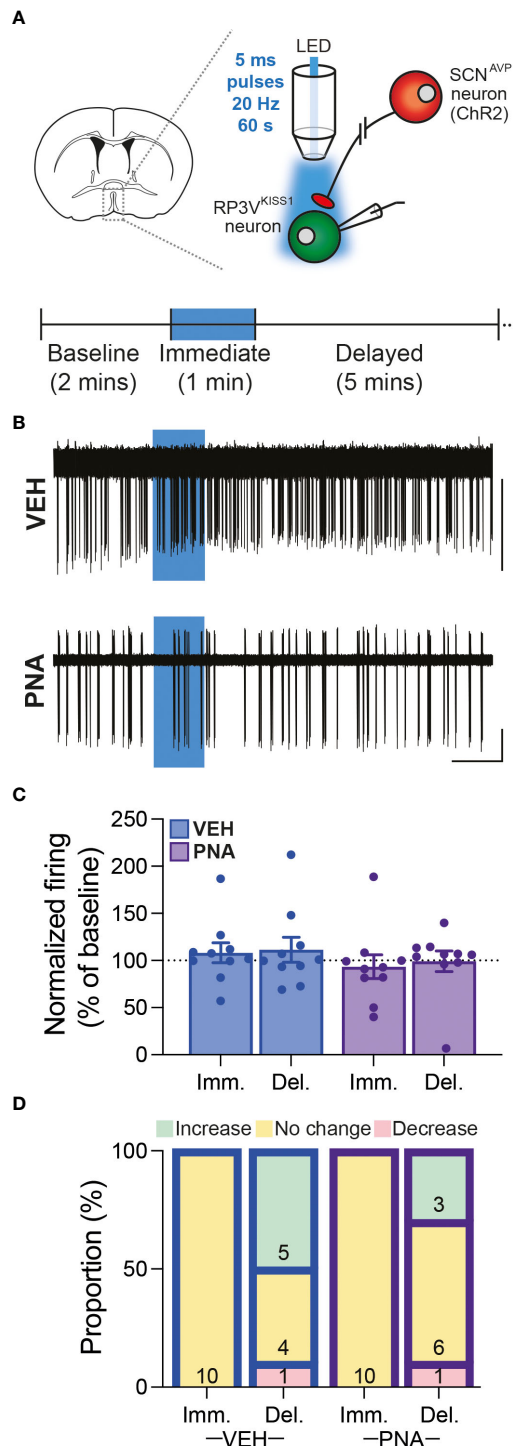 A
LED
5 ms
pulses
20 Hz
60 s
SCN^AVP
neuron
(ChR2)
RP3V^KISS1
neuron
Baseline
(2 mins)
Immediate
(1 min)
Delayed
(5 mins)
..
B
VEH
PNA
C
Normalized firing
(% of baseline)
250
200
150
100
50
0
VEH
PNA
Imm. Del. Imm. Del.
D
Increase No change Decrease
Proportion (%)
100
50
0
10
5
4
1
10
3
6
1
Imm. Del. Imm. Del.
–VEH– –PNA–